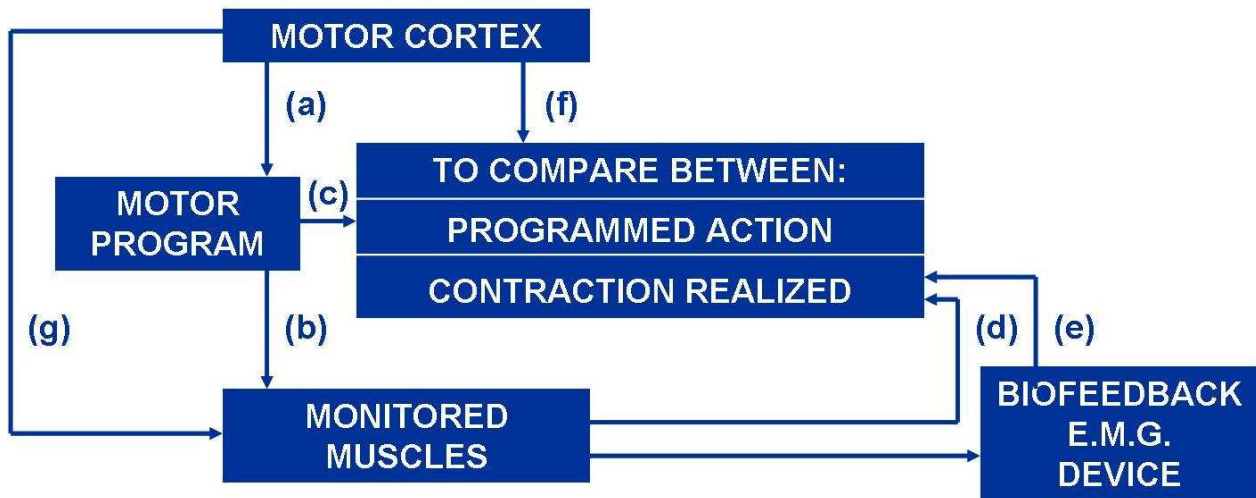 MOTOR CORTEX
(a)
(f)
TO COMPARE BETWEEN:
MOTOR
PROGRAM
(c)
PROGRAMMED ACTION
CONTRACTION REALIZED
(g)
(b)
(d)
(e)
MONITORED
MUSCLES
BIOFEEDBACK
E.M.G.
DEVICE